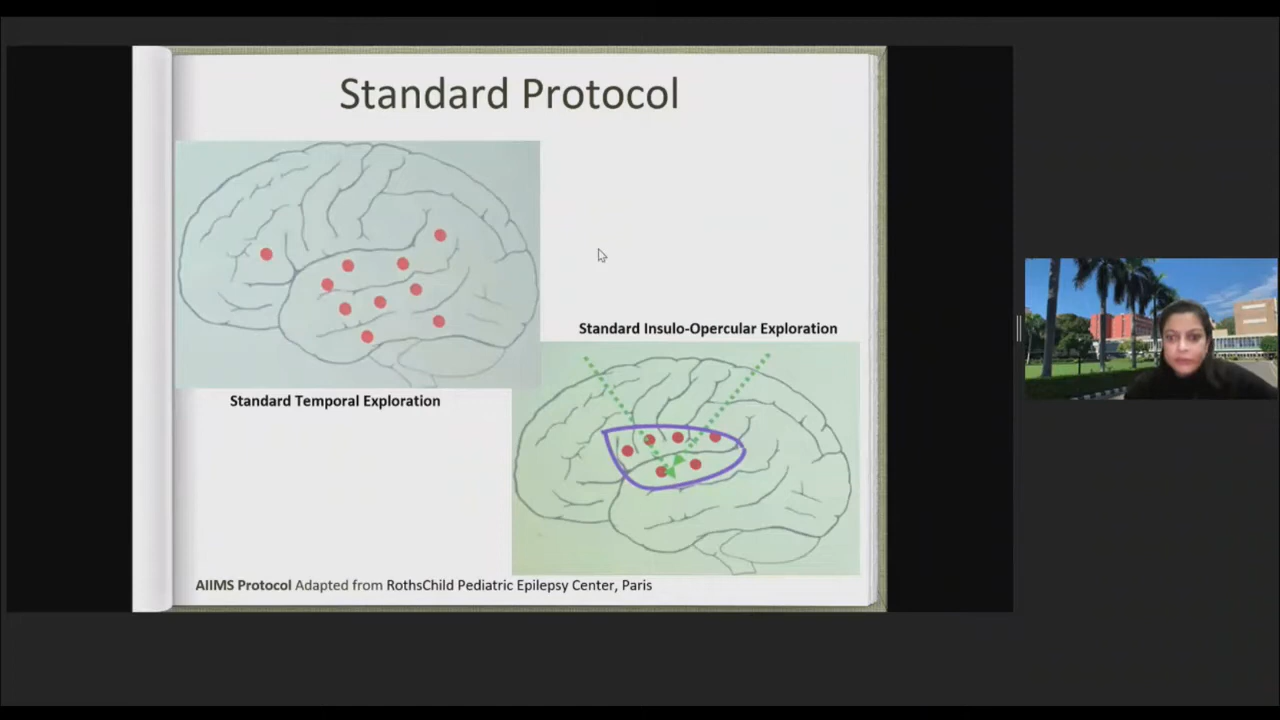 Standard Protocol
Standard Insulo-Opercular Exploration
Standard Temporal Exploration
AIIMS Protocol Adapted from RothsChild Pediatric Epilepsy Center, Paris